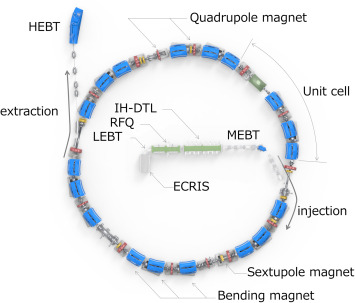 HEBT
Quadrupole magnet
Unit cell
extraction
IH-DTL
RFQ
LEBT
MEBT
ECRIS
injection
Sextupole magnet
Bending magnet